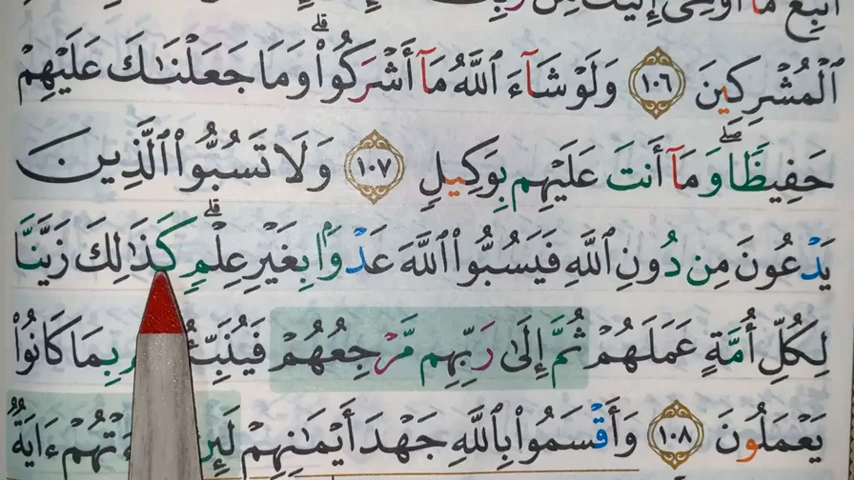 ٱلْمُشْرِكِينَ ١٠٦ وَلَوْ شَآءَ ٱللَّهُ مَآ أَشْرَكُوا۟ ۗ وَمَا جَعَلْنَـٰكَ عَلَيْهِمْ
حَفِيظًا ۖ وَمَآ أَنتَ عَلَيْهِم بِوَكِيلٍ ١٠٧ وَلَا تَسُبُّوا۟ ٱلَّذِينَ
يَدْعُونَ مِن دُونِ ٱللَّهِ فَيَسُبُّوا۟ ٱللَّهَ عَدْوًۢا بِغَيْرِ عِلْمٍ ۗ كَذَٰلِكَ زَيَّنَّا
لِكُلِّ أُمَّةٍ عَمَلَهُمْ ثُمَّ إِلَىٰ رَبِّهِم مَّرْجِعُهُمْ بِمَا كَانُوا۟
يَعْمَلُونَ ١٠٨ وَأَقْسَمُوا۟ بِٱللَّهِ جَهْدَ أَيْمَـٰنِهِمْ ءَايَةٌ